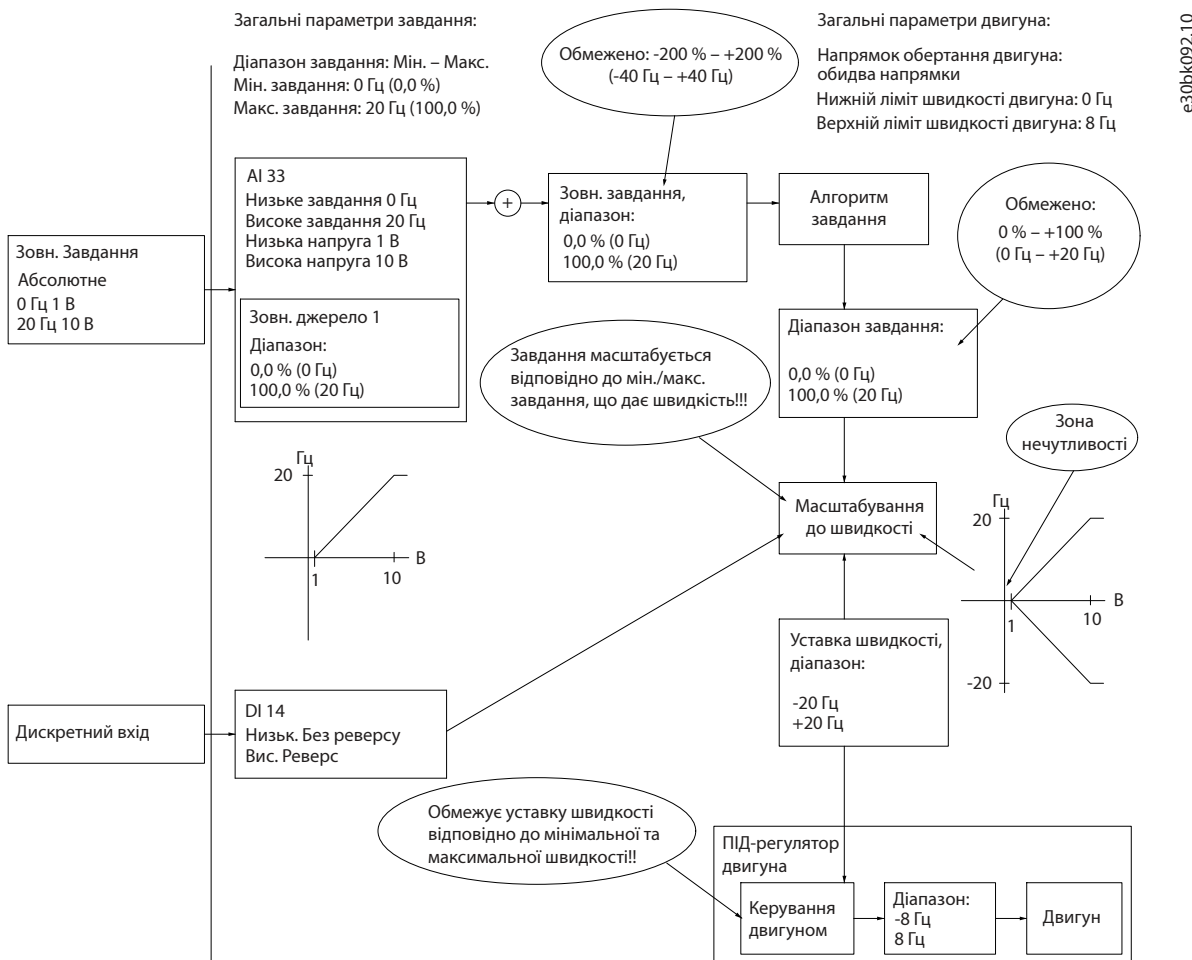 Загальні параметри завдання:
Діапазон завдання: Мін. – Макс.
Мін. завдання: 0 Гц (0,0 %)
Макс. завдання: 20 Гц (100,0 %)
Обмежено: -200 % – +200 %
(-40 Гц – +40 Гц)
Загальні параметри двигуна:
Напрямок обертання двигуна:
обидва напрямки
Нижній ліміт швидкості двигуна: 0 Гц
Верхній ліміт швидкості двигуна: 8 Гц
e30bk092.10
Зовн. Завдання
Абсолютне
0 Гц 1 В
20 Гц 10 В
AI 33
Низьке завдання 0 Гц
Високе завдання 20 Гц
Низька напруга 1 В
Висока напруга 10 В
Зовн. джерело 1
Діапазон:
0,0 % (0 Гц)
100,0 % (20 Гц)
+
Зовн. завдання,
діапазон:
0,0 % (0 Гц)
100,0 % (20 Гц)
Алгоритм
завдання
Обмежено:
0 % – +100 %
(0 Гц – +20 Гц)
Діапазон завдання:
0,0 % (0 Гц)
100,0 % (20 Гц)
Завдання масштабується
відповідно до мін./макс.
завдання, що дає швидкість!!!
Зона
нечутливості
Гц
20
В
1
10
Масштабування
до швидкості
Гц
20
В
1
10
-20
Уставка швидкості,
діапазон:
-20 Гц
+20 Гц
Дискретний вхід
DI 14
Низьк. Без реверсу
Вис. Реверс
Обмежує уставку швидкості
відповідно до мінімальної та
максимальної швидкості!!
ПІД-регулятор
двигуна
Керування
двигуном
Діапазон:
-8 Гц
8 Гц
Двигун